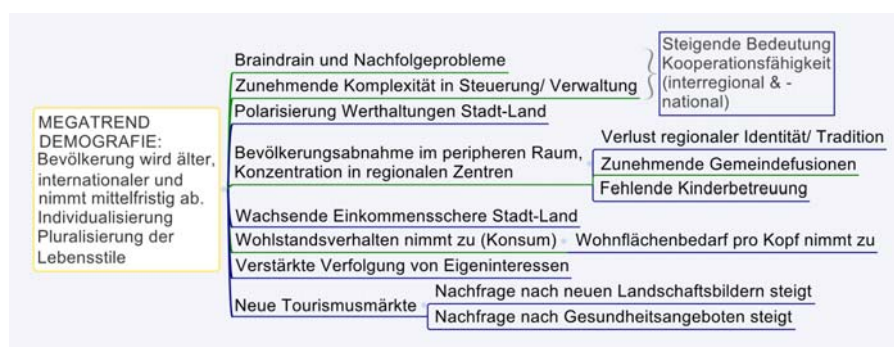 MEGATREND
DEMOGRAFIE:
Bevölkerung wird älter,
internationaler und
nimmt mittelfristig ab.
Individualisierung
Pluralisierung der
Lebensstile
Braindrain und Nachfolgeprobleme
Zunehmende Komplexität in Steuerung/ Verwaltung
Steigende Bedeutung
Kooperationsfähigkeit
(interregional & -
national)
Polarisierung Werthaltungen Stadt-Land
Bevölkerungsabnahme im peripheren Raum,
Konzentration in regionalen Zentren
Verlust regionaler Identität/ Tradition
Zunehmende Gemeindefusionen
Fehlende Kinderbetreuung
Wachsende Einkommensschere Stadt-Land
Wohlstandsverhalten nimmt zu (Konsum)
Wohnflächenbedarf pro Kopf nimmt zu
Verstärkte Verfolgung von Eigeninteressen
Neue Tourismusmärkte
Nachfrage nach neuen Landschaftsbildern steigt
Nachfrage nach Gesundheitsangeboten steigt